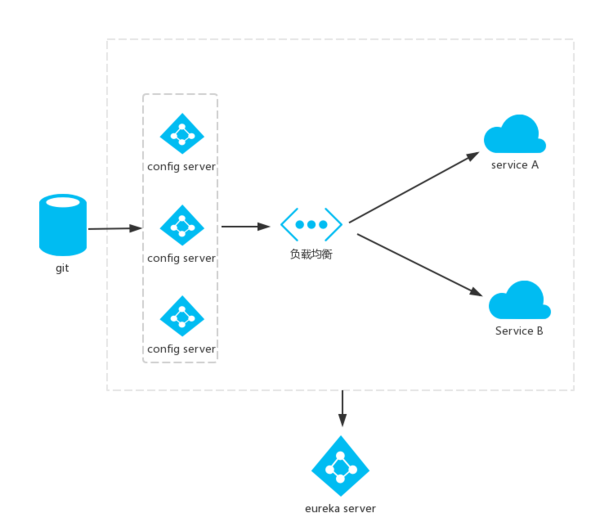 config server
service A
config server
负载均衡
git
Service B
config server
eureka server